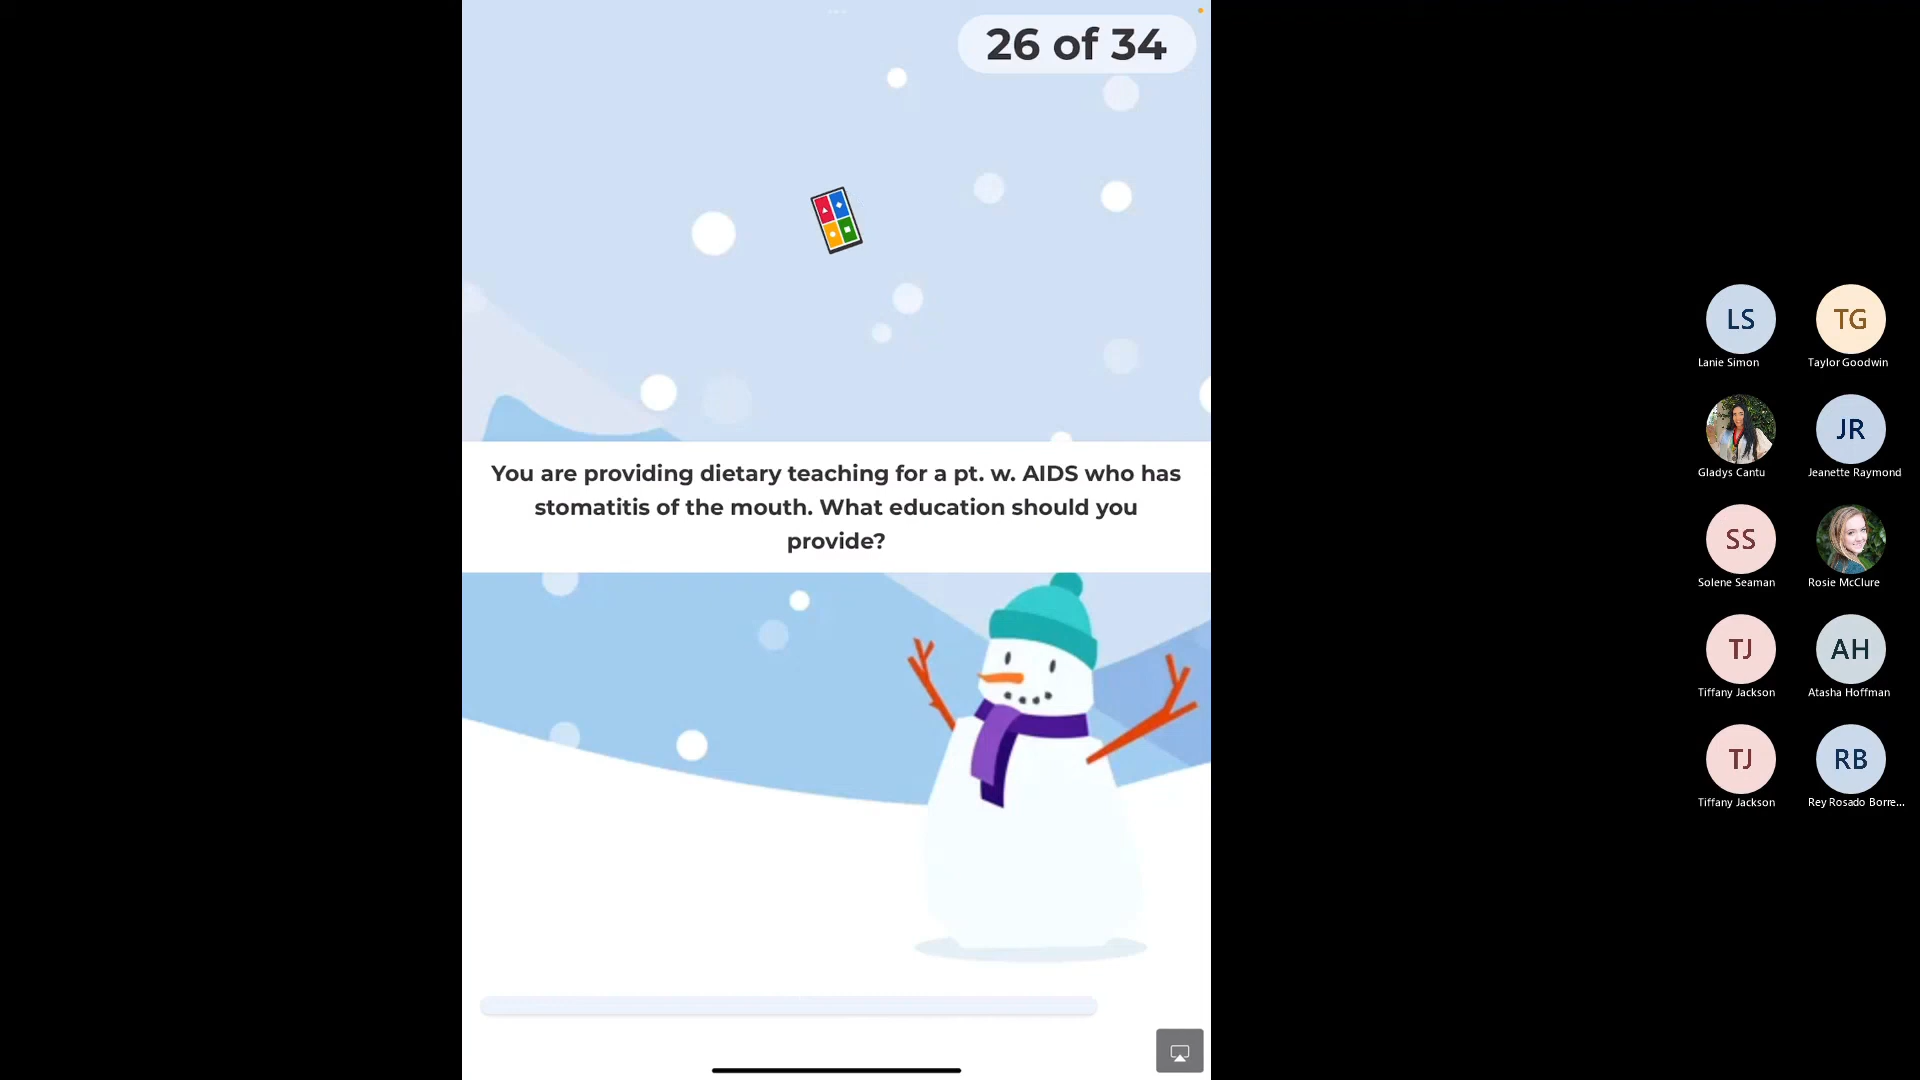 26 of 34
You are providing dietary teaching for a pt. w. AIDS who has
stomatitis of the mouth. What education should you
provide?
LS
Lanie Simon
TG
Taylor Goodwin
Gladys Cantu
JR
Jeanette Raymond
SS
Solene Seaman
Rosie McClure
TJ
Tiffany Jackson
AH
Atasha Hoffman
TJ
Tiffany Jackson
RB
Rey Rosado Borre...